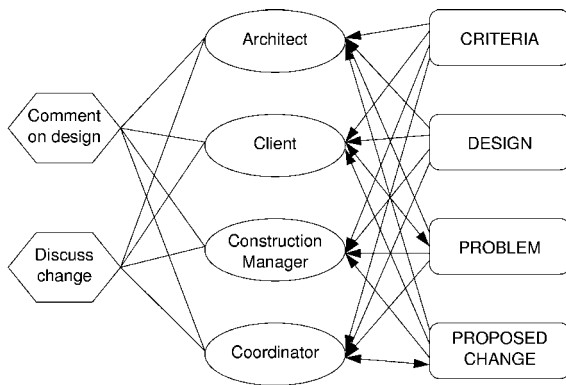 Architect
CRITERIA
Comment
on design
Client
DESIGN
Discuss
change
Construction
Manager
PROBLEM
Coordinator
PROPOSED
CHANGE